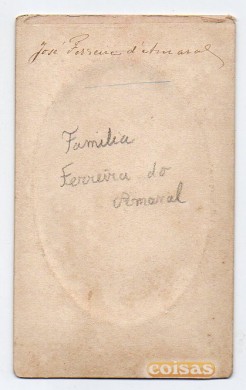 José Ferreira d'Amaral
Familia
Ferreira do
Amaral
coisas